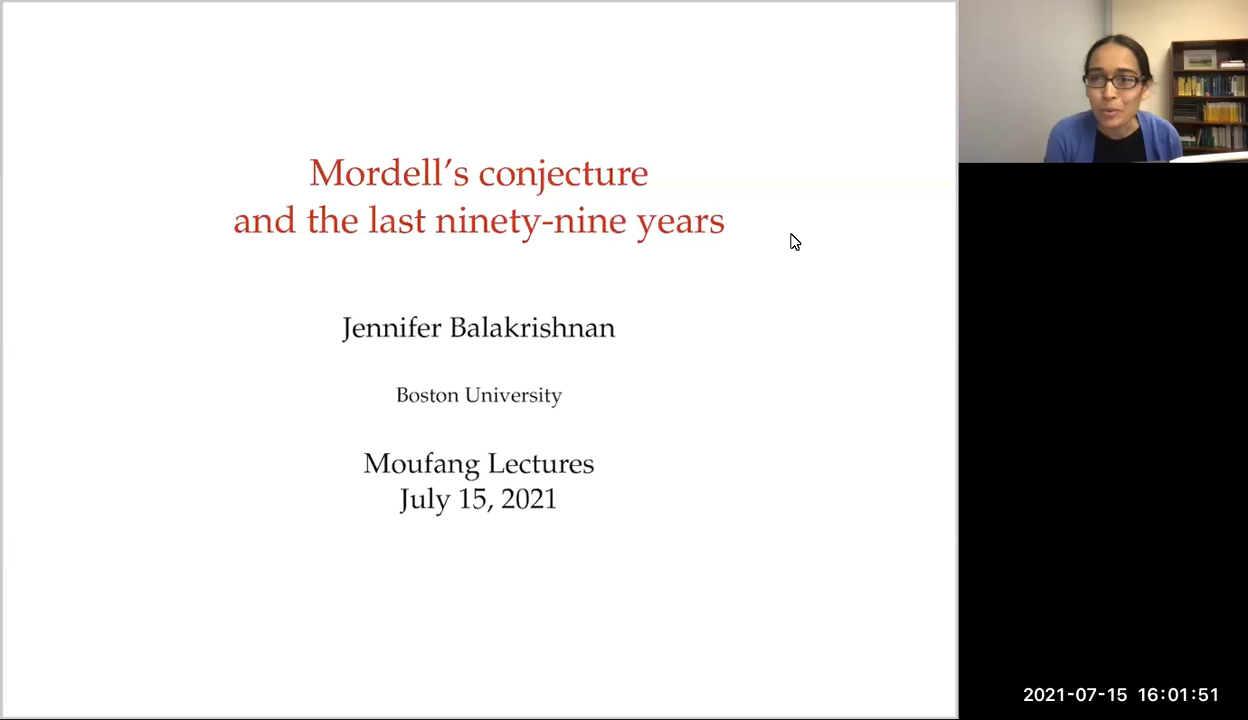 Mordell's conjecture
and the last ninety-nine years
Jennifer Balakrishnan
Boston University
Moufang Lectures
July 15, 2021
2021-07-15 16:01:51